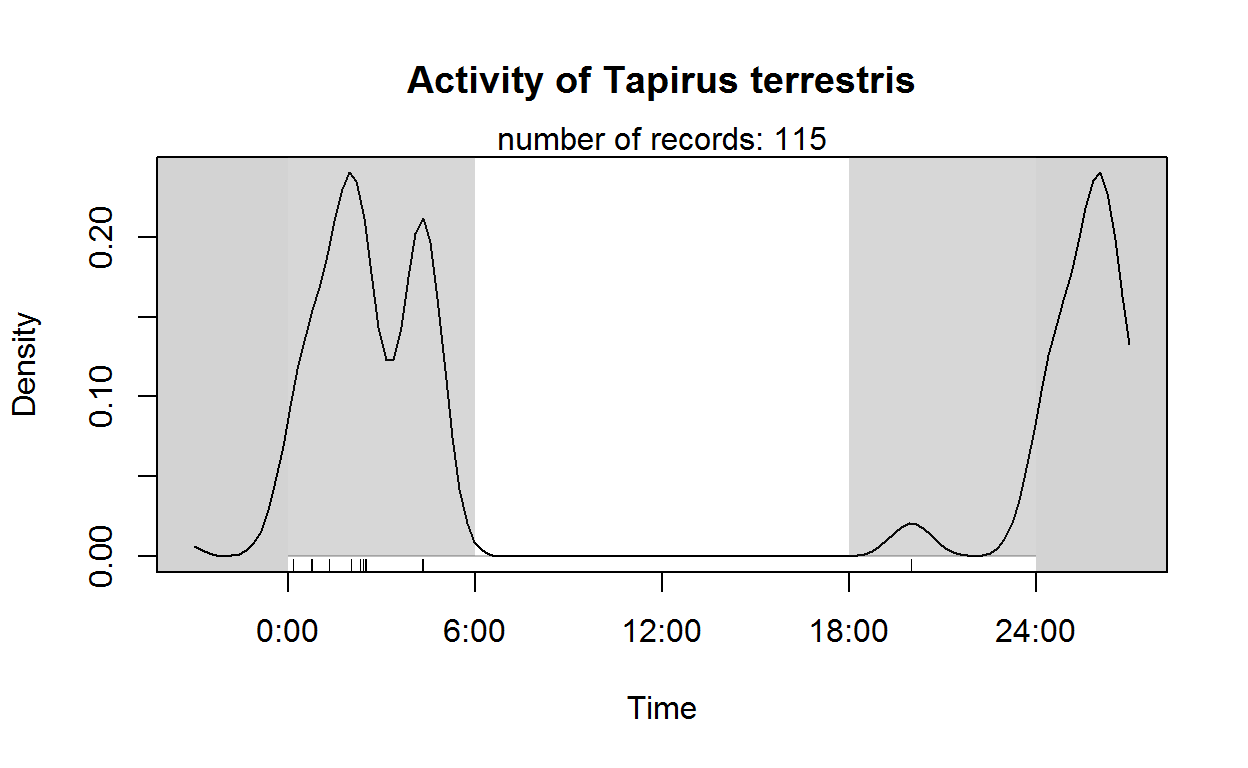 Activity of Tapirus terrestris
number of records: 115
Density
0.20
0.10
0.00
0:00 6:00 12:00 18:00 24:00
Time